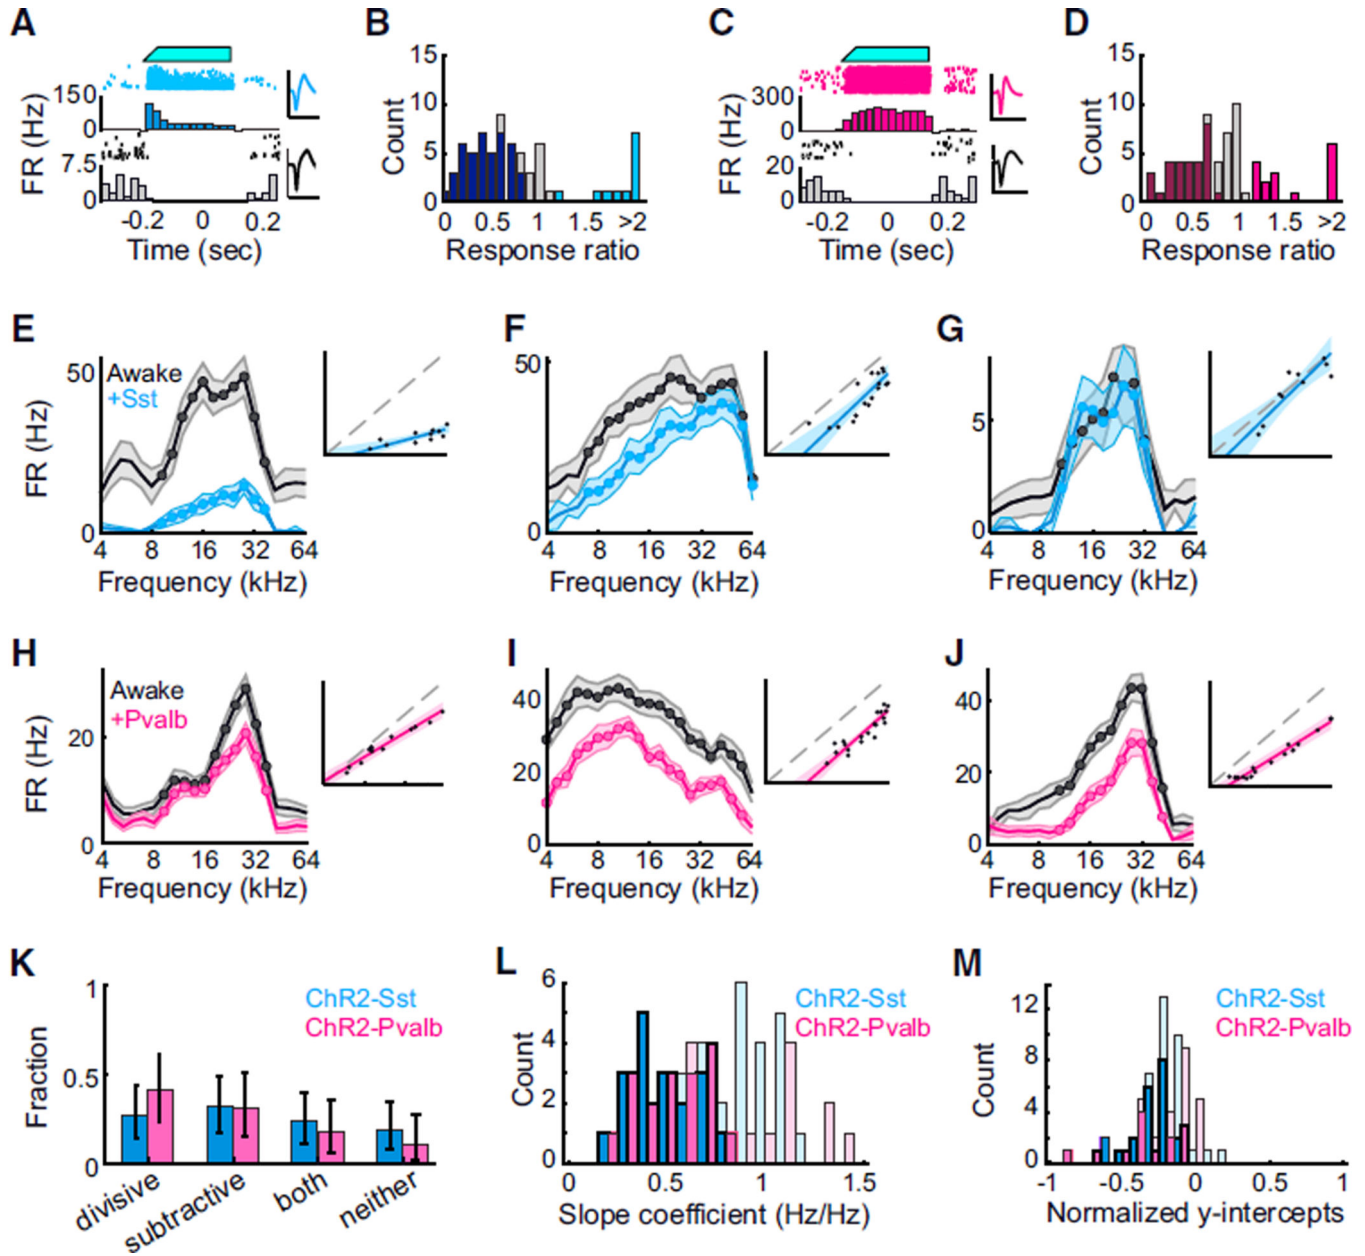 A
B
C
D
FR (Hz)
150
0
7.5
0
-0.2 0 0.2
Time (sec)
Count
15
10
5
0
0 0.5 1 1.5 >2
Response ratio
FR (Hz)
300
0
20
0
-0.2 0 0.2
Time (sec)
Count
15
10
5
0
0 0.5 1 1.5 >2
Response ratio
E
F
G
FR (Hz)
50
0
Awake
+Sst
4 8 16 32 64
Frequency (kHz)
50
0
4 8 16 32 64
Frequency (kHz)
5
0
4 8 16 32 64
Frequency (kHz)
H
I
J
FR (Hz)
20
0
Awake
+Pvalb
4 8 16 32 64
Frequency (kHz)
40
20
0
4 8 16 32 64
Frequency (kHz)
40
20
0
4 8 16 32 64
Frequency (kHz)
K
L
M
Fraction
1
0.5
0
ChR2-Sst
ChR2-Pvalb
divisive
subtractive
both
neither
Count
6
4
2
0
ChR2-Sst
ChR2-Pvalb
0 0.5 1 1.5
Slope coefficient (Hz/Hz)
Count
12
8
4
0
ChR2-Sst
ChR2-Pvalb
-1 -0.5 0 0.5 1
Normalized y-intercepts